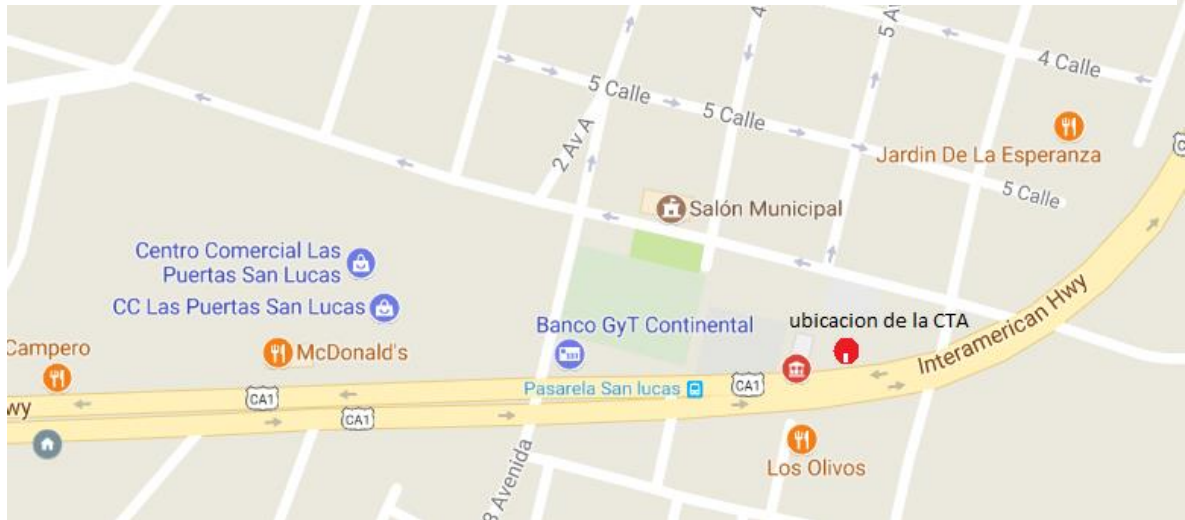 4 Calle
5 Calle
5 Calle
5 Calle
2 Av A
Jardin De La Esperanza
Salón Municipal
Centro Comercial Las
Puertas San Lucas
CC Las Puertas San Lucas
Banco GyT Continental
ubicacion de la CTA
Campero
McDonald's
Pasarela San lucas
CA1
CA1
CA1
Interamerican Hwy
wy
Los Olivos
Avenida